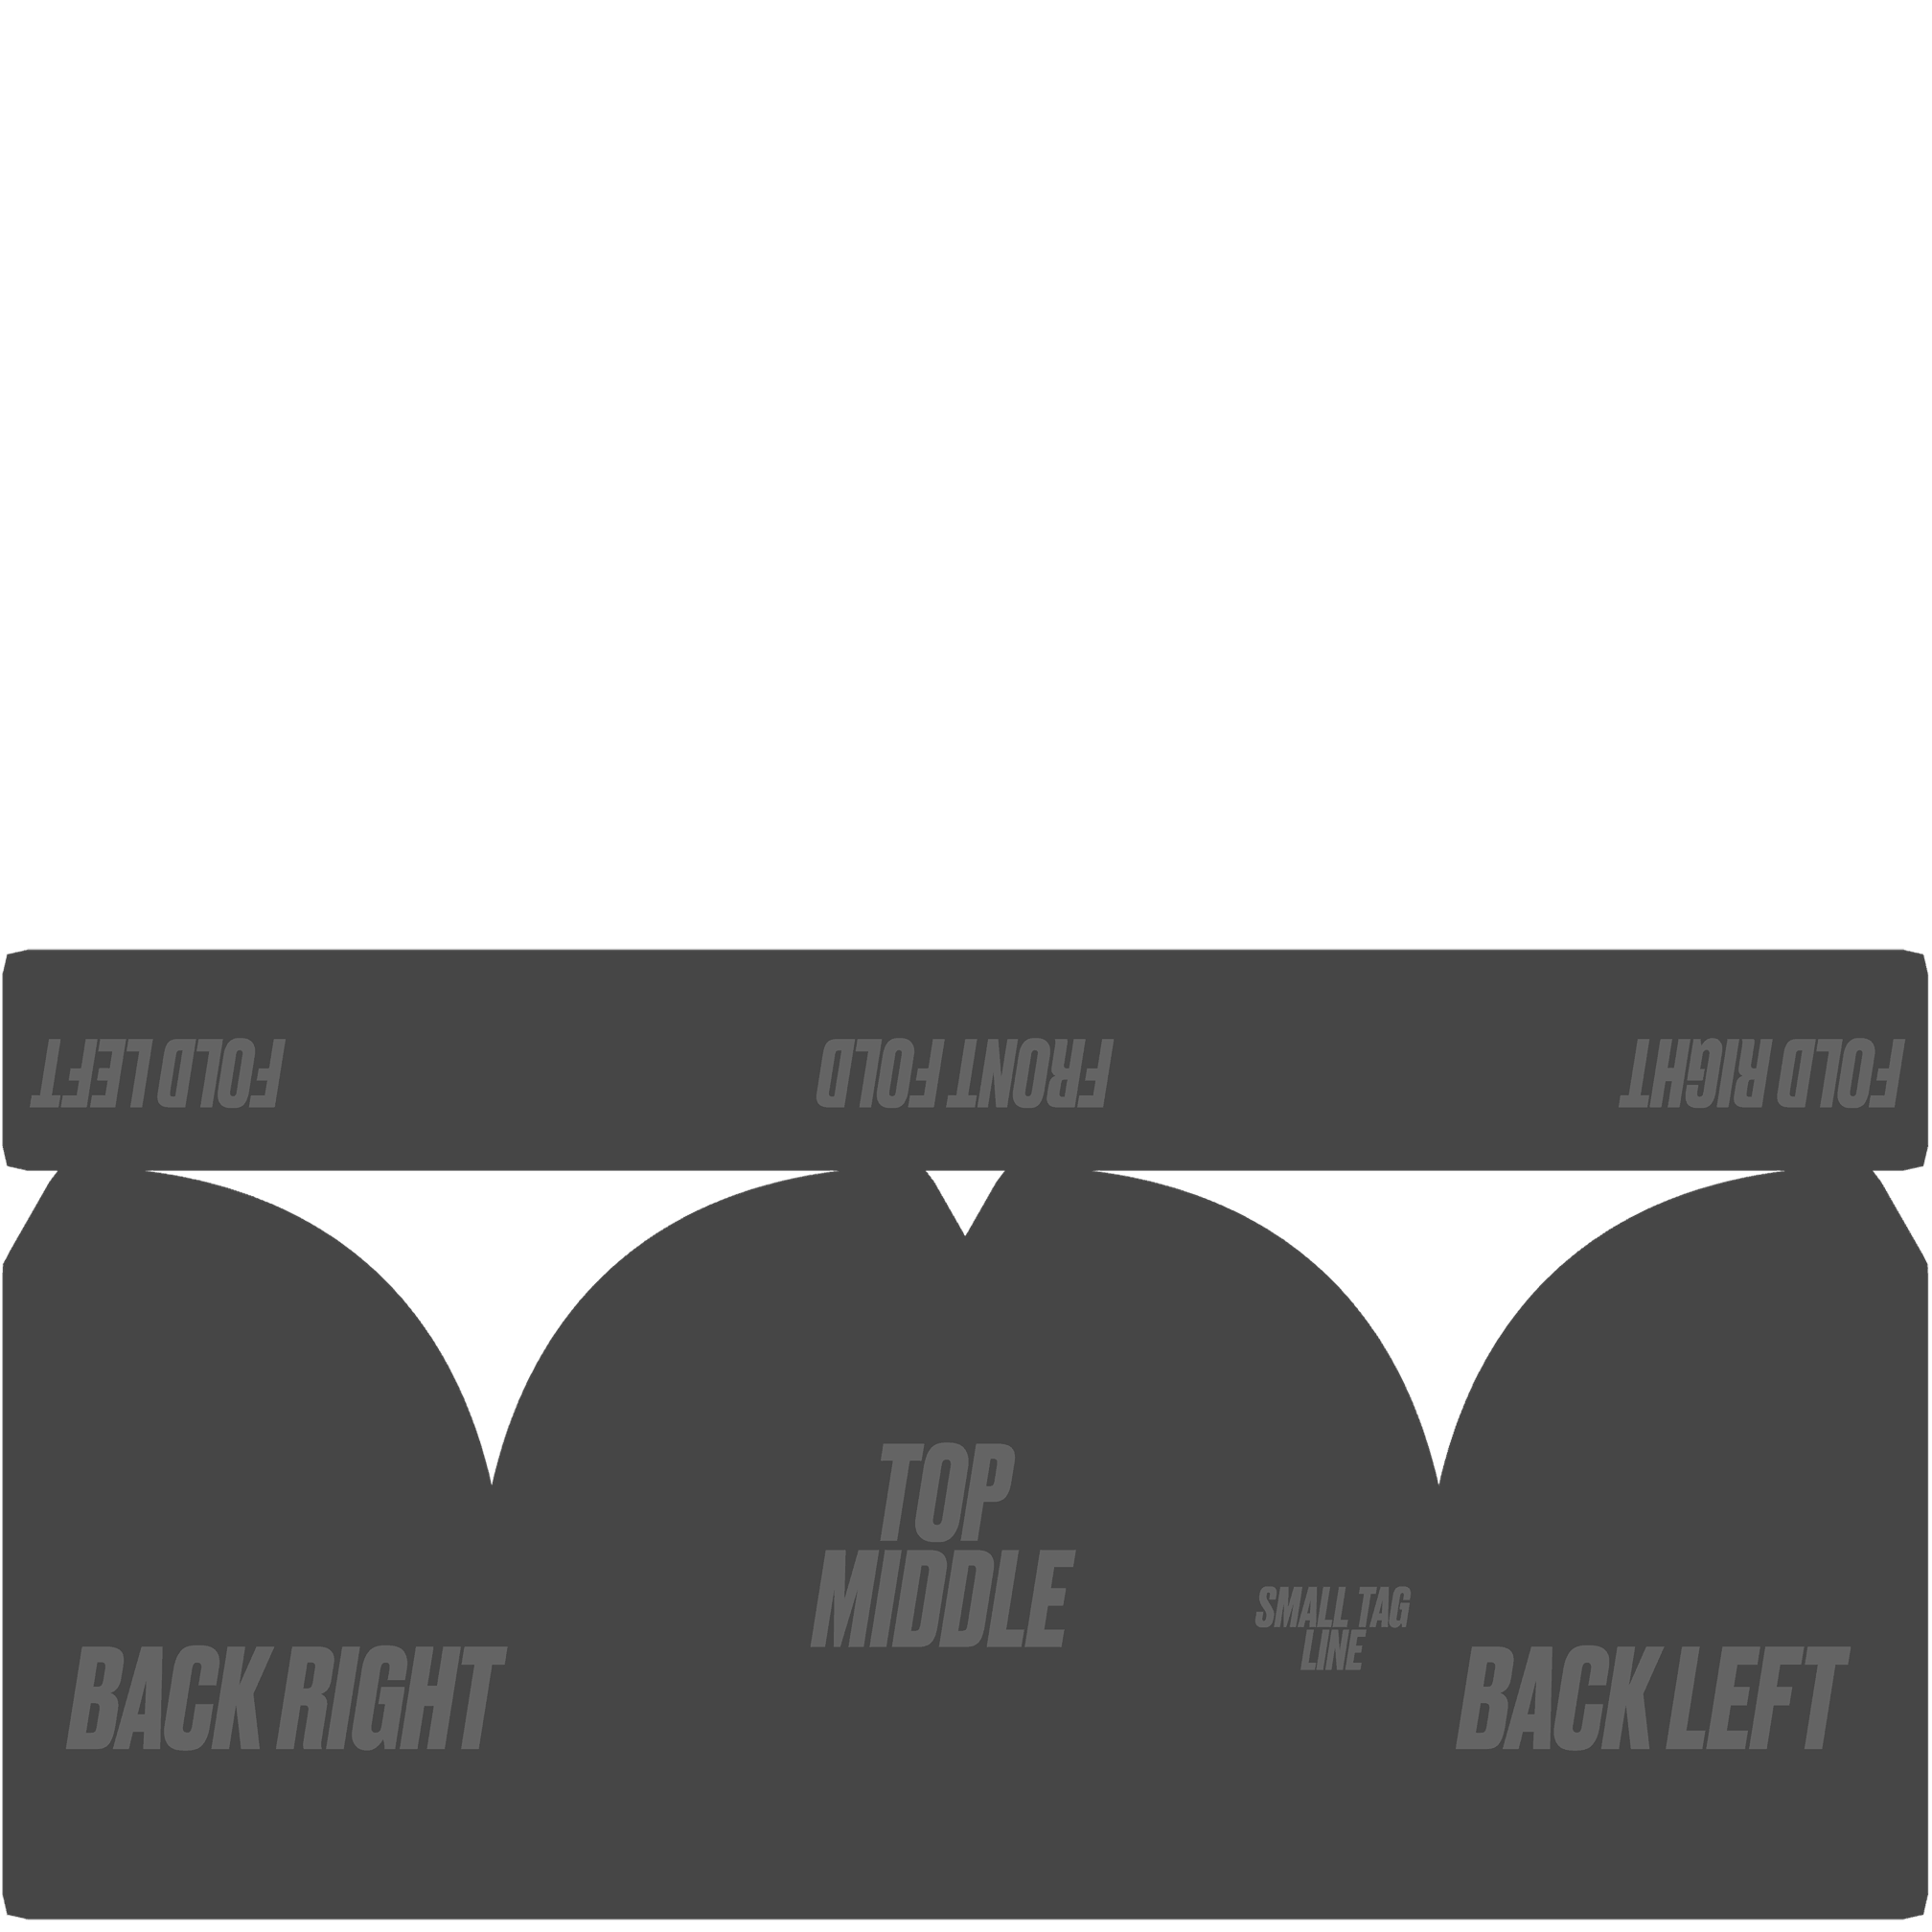 FOLD LEFT
FRONT FOLD
FOLD RIGHT
TOP
MIDDLE
SMALL TAG
LINE
BACK RIGHT
BACK LEFT